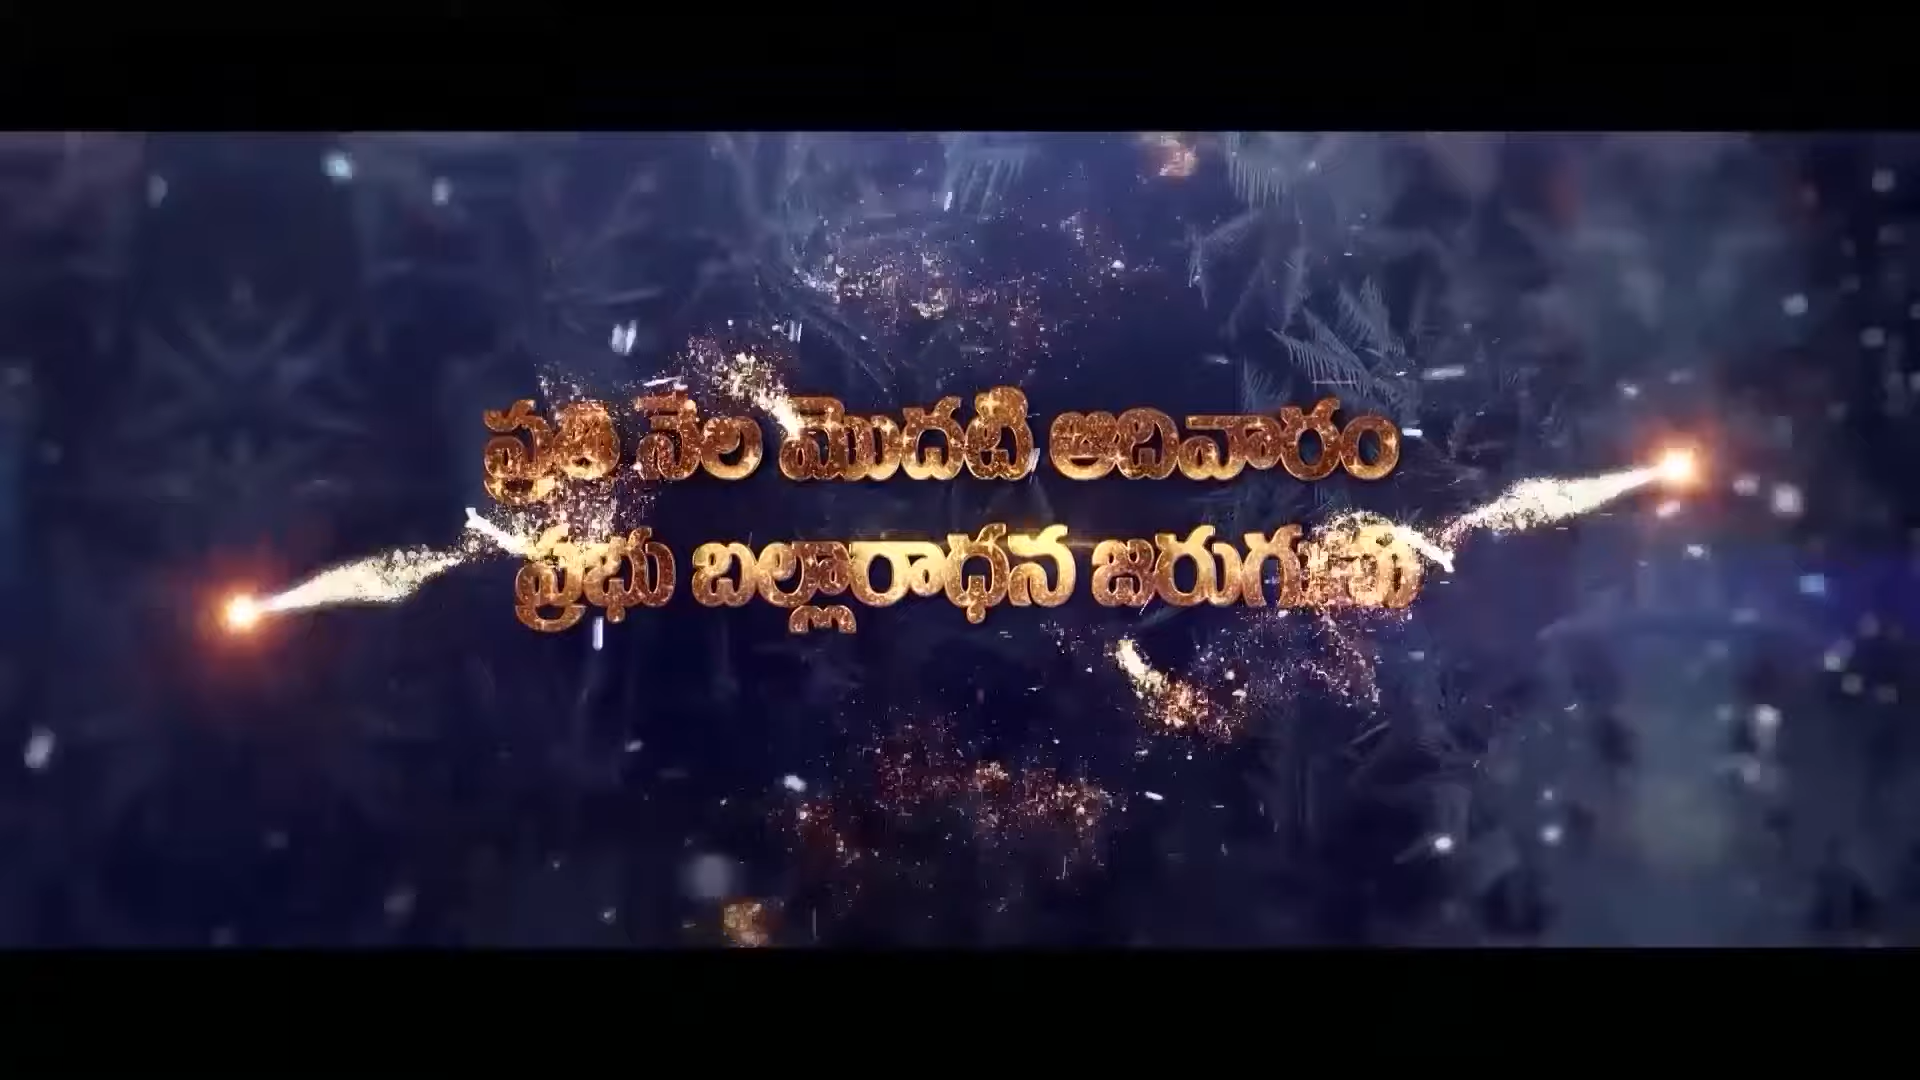 ప్రతి నెల మొదటి ఆదివారం
ప్రభు బల్లారాధన జరుగును